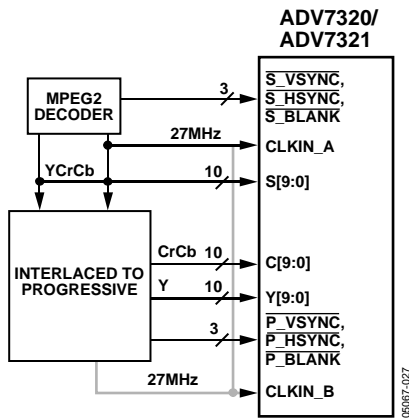 ADV7320/
ADV7321
MPEG2
DECODER
3
S_VSYNC,
S_HSYNC,
S_BLANK
27MHz
CLKIN_A
YCrCb
10
S[9:0]
INTERLACED TO
PROGRESSIVE
CrCb
10
C[9:0]
Y
10
Y[9:0]
3
P_VSYNC,
P_HSYNC,
P_BLANK
27MHz
CLKIN_B
05067-027